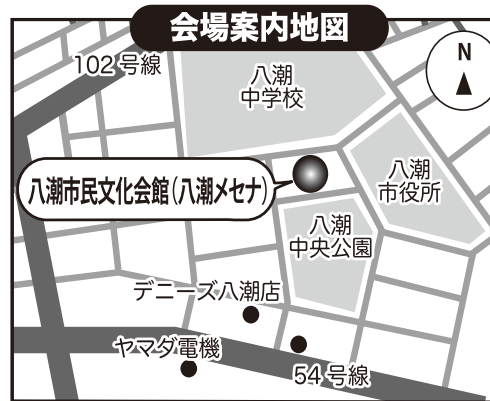 会場案内地図
N
102号線
八潮
中学校
八潮市民文化会館(八潮メセナ)
八潮
市役所
八潮
中央公園
デニーズ八潮店
ヤマダ電機
54号線